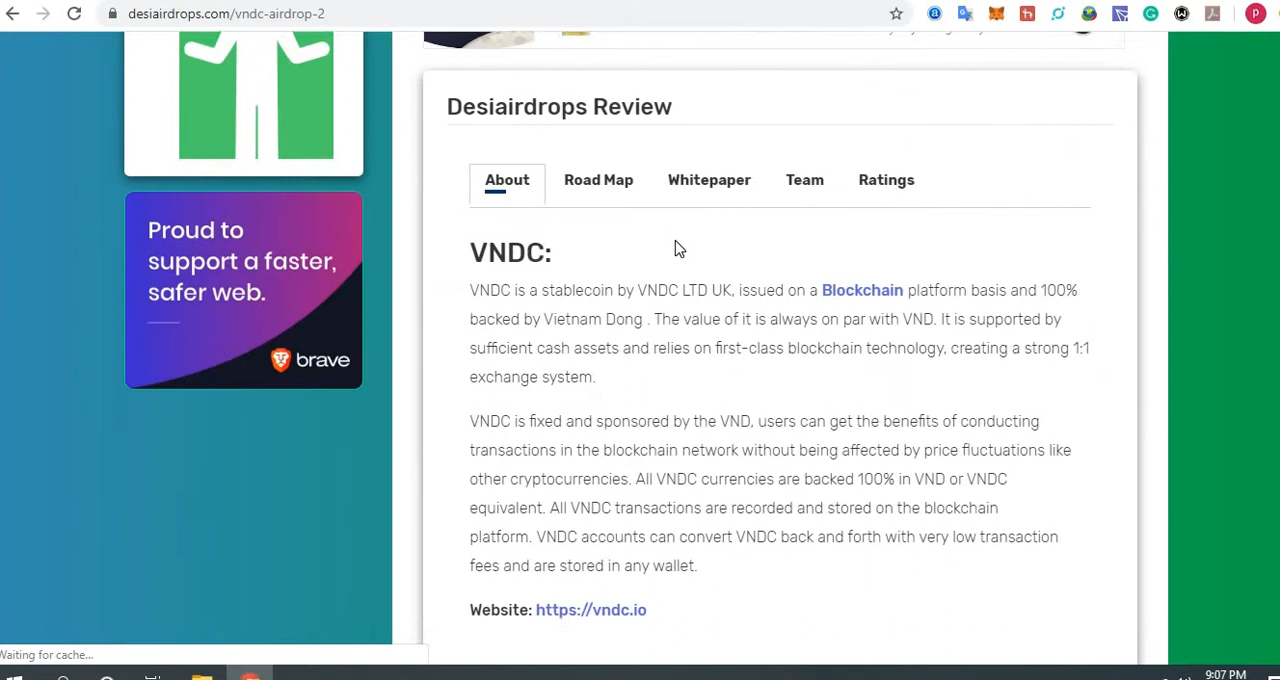 desiairdrops.com/vndc-airdrop-2
Desiairdrops Review
About Road Map Whitepaper Team Ratings
Proud to
support a faster,
safer web.
brave
VNDC:
VNDC is a stablecoin by VNDC LTD UK, issued on a Blockchain platform basis and 100%
backed by Vietnam Dong . The value of it is always on par with VND. It is supported by
sufficient cash assets and relies on first-class blockchain technology, creating a strong 1:1
exchange system.
VNDC is fixed and sponsored by the VND, users can get the benefits of conducting
transactions in the blockchain network without being affected by price fluctuations like
other cryptocurrencies. All VNDC currencies are backed 100% in VND or VNDC
equivalent. All VNDC transactions are recorded and stored on the blockchain
platform. VNDC accounts can convert VNDC back and forth with very low transaction
fees and are stored in any wallet.
Website: https://vndc.io
Waiting for cache...
9:07 PM